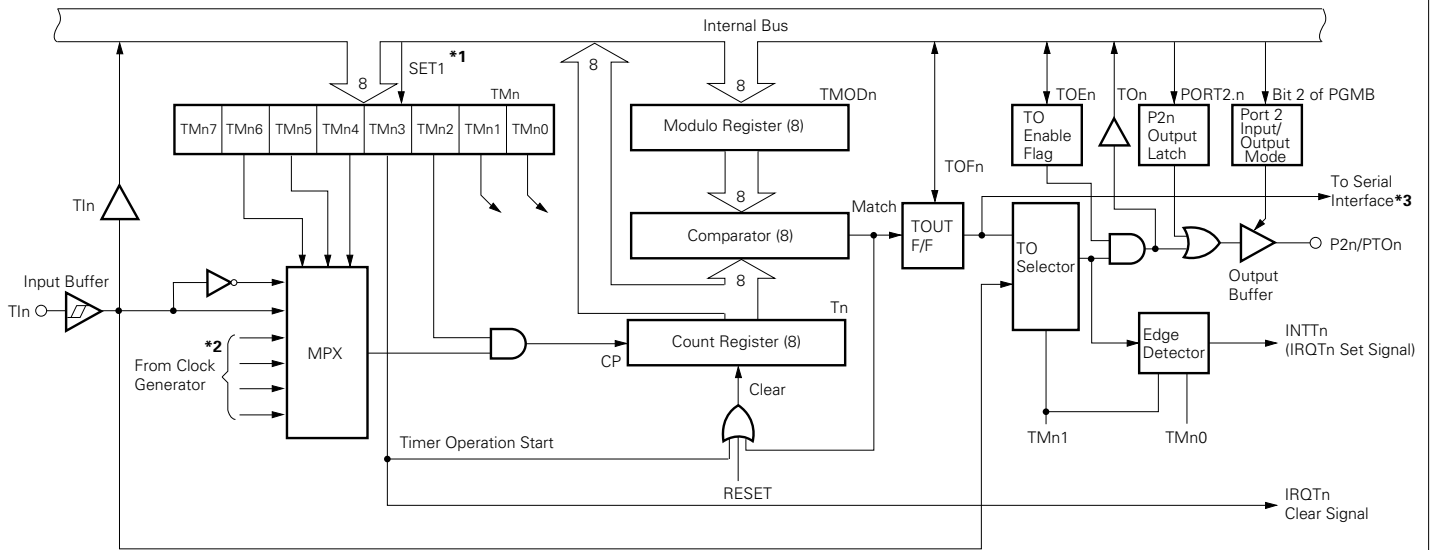 Internal Bus
8
SET1 *1
TMn
TMn7 TMn6 TMn5 TMn4 TMn3 TMn2 TMn1 TMn0
8
8
TMODn
Modulo Register (8)
8
Comparator (8)
8
Tn
Count Register (8)
CP
Clear
Match
TOFn
TOUT
F/F
TOEn
TO
Enable
Flag
TOn
PORT2.n
P2n
Output
Latch
Bit 2 of PGMB
Port 2
Input/
Output
Mode
To Serial
Interface*3
TO
Selector
P2n/PTOn
Output
Buffer
Edge
Detector
INTTn
(IRQTn Set Signal)
TMn1
TMn0
TIn
Input Buffer
TIn
*2
From Clock
Generator
MPX
Timer Operation Start
RESET
IRQTn
Clear Signal